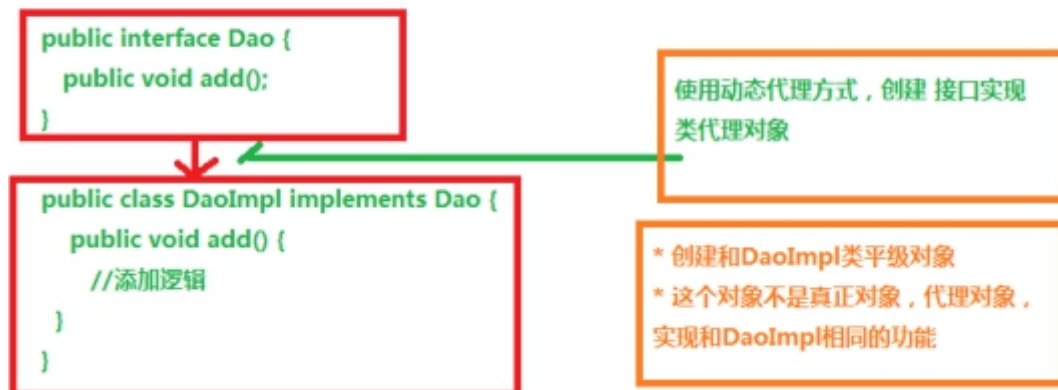 public interface Dao {
public void add();
}
public class DaoImpl implements Dao {
public void add() {
//添加逻辑
}
}
使用动态代理方式，创建 接口实现
类代理对象
* 创建和DaoImpl类平级对象
* 这个对象不是真正对象，代理对象，
实现和DaoImpl相同的功能